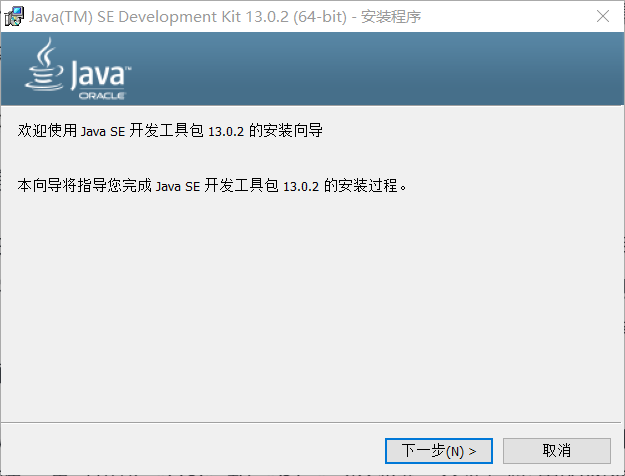 Java(TM) SE Development Kit 13.0.2 (64-bit) - 安装程序
Java™
ORACLE
欢迎使用 Java SE 开发工具包 13.0.2 的安装向导
本向导将指导您完成 Java SE 开发工具包 13.0.2 的安装过程。
下一步(N) >
取消